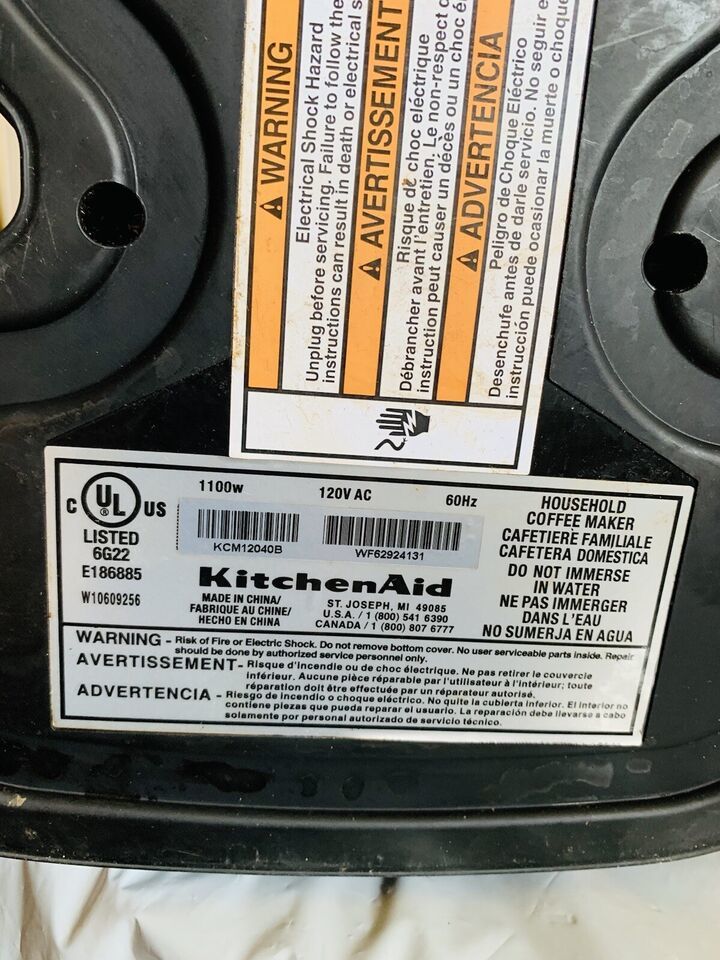 WARNING
Electrical Shock Hazard
Unplug before servicing. Failure to follow the
instructions can result in death or electrical s
AVERTISSEMENT
Risque de choc électrique
Débrancher avant l'entretien. Le non-respect
instruction peut causer un décès ou un choc é
ADVERTENCIA
Peligro de Choque Eléctrico
Desenchufe antes de darle servicio. No seguir e
instrucción puede ocasionar la muerte o choque
C UL US
®
LISTED
6G22
E186885
W10609256
1100w 120V AC 60Hz
KCM12040B WF62924131
KitchenAid
MADE IN CHINA/
FABRIQUE AU CHINE/
HECHO EN CHINA
ST. JOSEPH, MI 49085
U.S.A. / 1 (800) 541 6390
CANADA / 1 (800) 807 6777
HOUSEHOLD
COFFEE MAKER
CAFETIERE FAMILIALE
CAFETERA DOMESTICA
DO NOT IMMERSE
IN WATER
NE PAS IMMERGER
DANS L'EAU
NO SUMERJA EN AGUA
WARNING - Risk of Fire or Electric Shock. Do not remove bottom cover. No user serviceable parts inside. Repair
should be done by authorized service personnel only.
AVERTISSEMENT - Risque d'incendie ou de choc électrique. Ne pas retirer le couvercle
inférieur. Aucune pièce réparable par l'utilisateur à l'intérieur; toute
réparation doit être effectuée par un réparateur autorisé.
ADVERTENCIA - Riesgo de incendio o choque eléctrico. No quite la cubierta inferior. El interior no
contiene piezas que pueda repararar el usuario. La reparación debe llevarse a cabo
solamente por personal autorizado de servicio técnico.